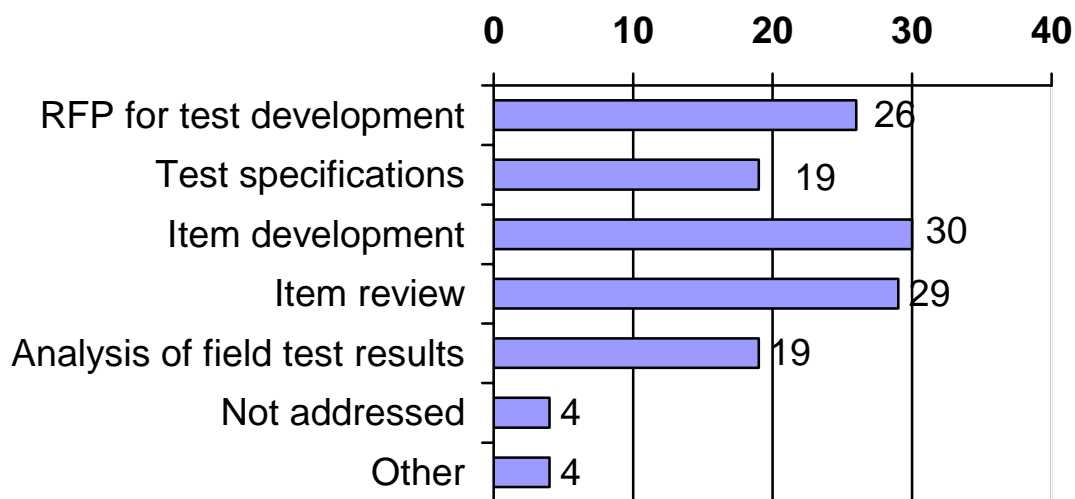 0 10 20 30 40
RFP for test development 26
Test specifications 19
Item development 30
Item review 29
Analysis of field test results 19
Not addressed 4
Other 4